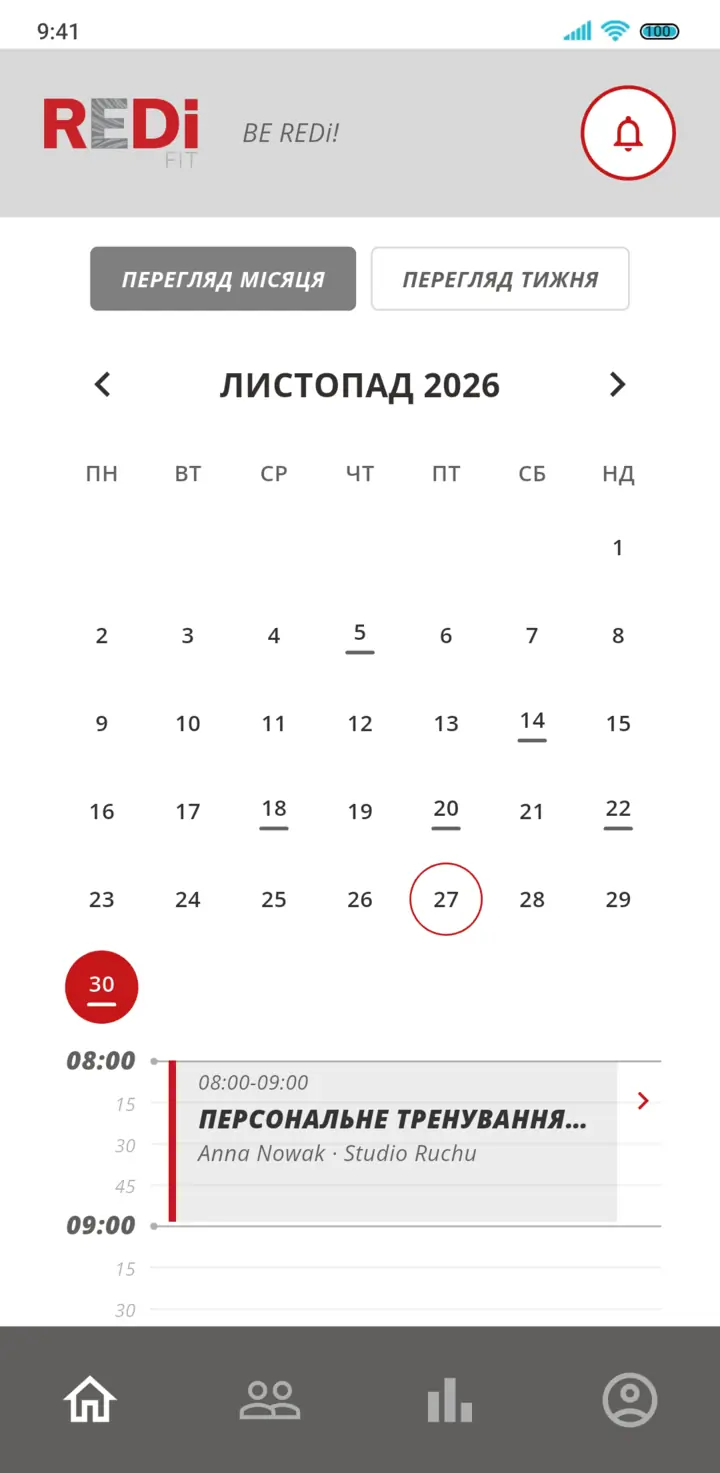 9:41
100
REDi
FIT
BE REDi!
ПЕРЕГЛЯД МІСЯЦЯ
ПЕРЕГЛЯД ТИЖНЯ
ЛИСТОПАД 2026
ПН ВТ СР ЧТ ПТ СБ НД
1
2 3 4 5 6 7 8
9 10 11 12 13 14 15
16 17 18 19 20 21 22
23 24 25 26 27 28 29
30
08:00
08:00-09:00
15
ПЕРСОНАЛЬНЕ ТРЕНУВАННЯ...
30
Anna Nowak · Studio Ruchu
45
09:00
15
30